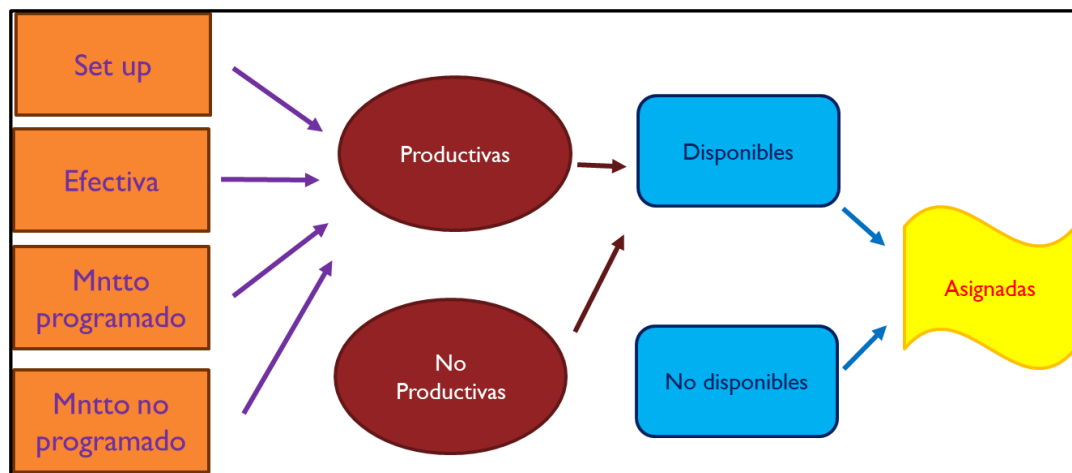 Set up
Efectiva
Mntto
programado
Mntto no
programado
Productivas
No
Productivas
Disponibles
No disponibles
Asignadas